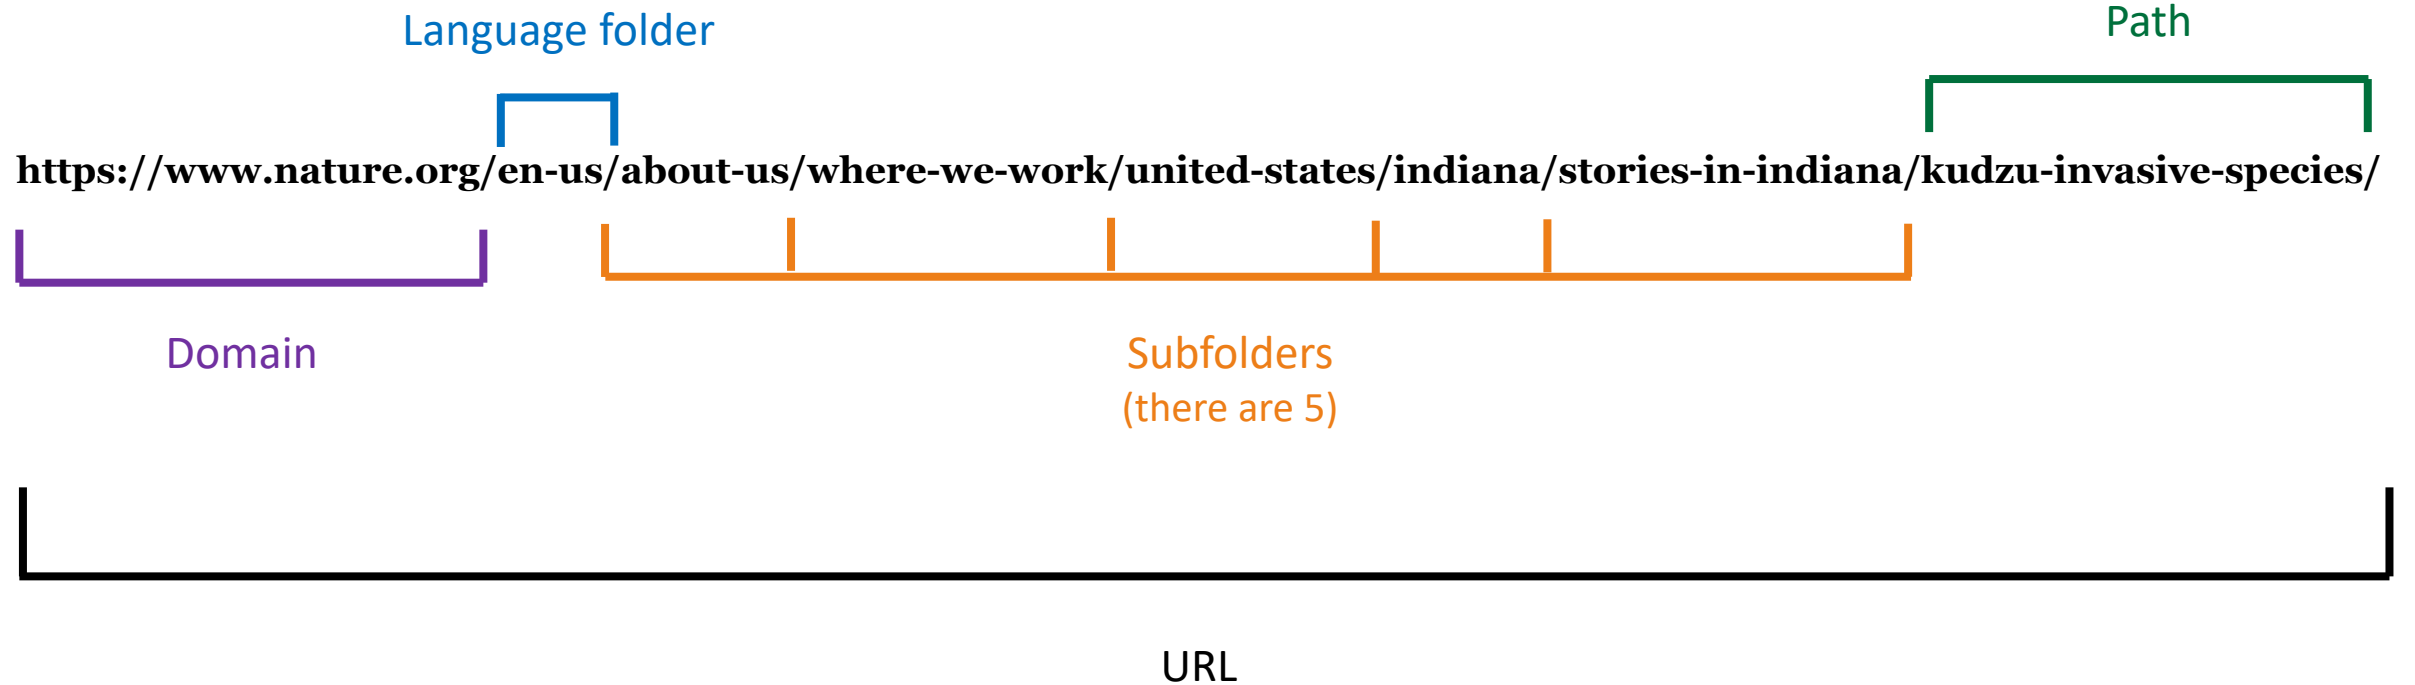 Language folder
Path
https://www.nature.org/en-us/about-us/where-we-work/united-states/indiana/stories-in-indiana/kudzu-invasive-species/
Domain
Subfolders
(there are 5)
URL